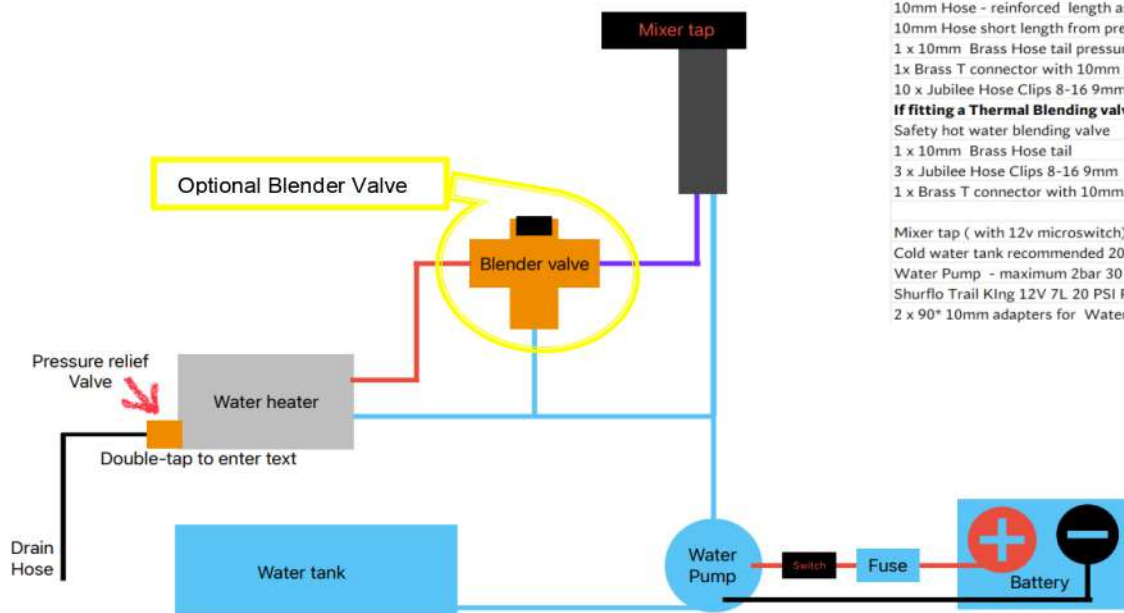 10mm Hose - reinforced length
10mm Hose short length from
1 x 10mm Brass Hose tail
1x Brass T connector with 10mm
10 x Jubilee Hose Clips 8-16 9mm
If fitting a Thermal Blending
Safety hot water blending valve
1 x 10mm Brass Hose tail
3 x Jubilee Hose Clips 8-16 9mm
1 x Brass T connector with 10mm
Mixer tap ( with 12v microswitch)
Cold water tank recommended 20
Water Pump - maximum 2bar 30
Shurflo Trail KIng 12V 7L 20 PSI
2 x 90* 10mm adapters for
Mixer tap
Optional Blender Valve
Blender valve
Pressure relief
Valve
Water heater
Double-tap to enter text
Drain
Hose
Water tank
Water
Pump
Switch
Fuse
Battery